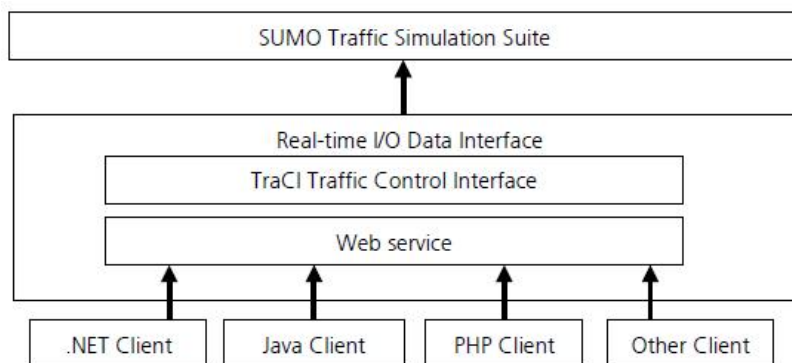 SUMO Traffic Simulation Suite
Real-time I/O Data Interface
TraCI Traffic Control Interface
Web service
.NET Client
Java Client
PHP Client
Other Client